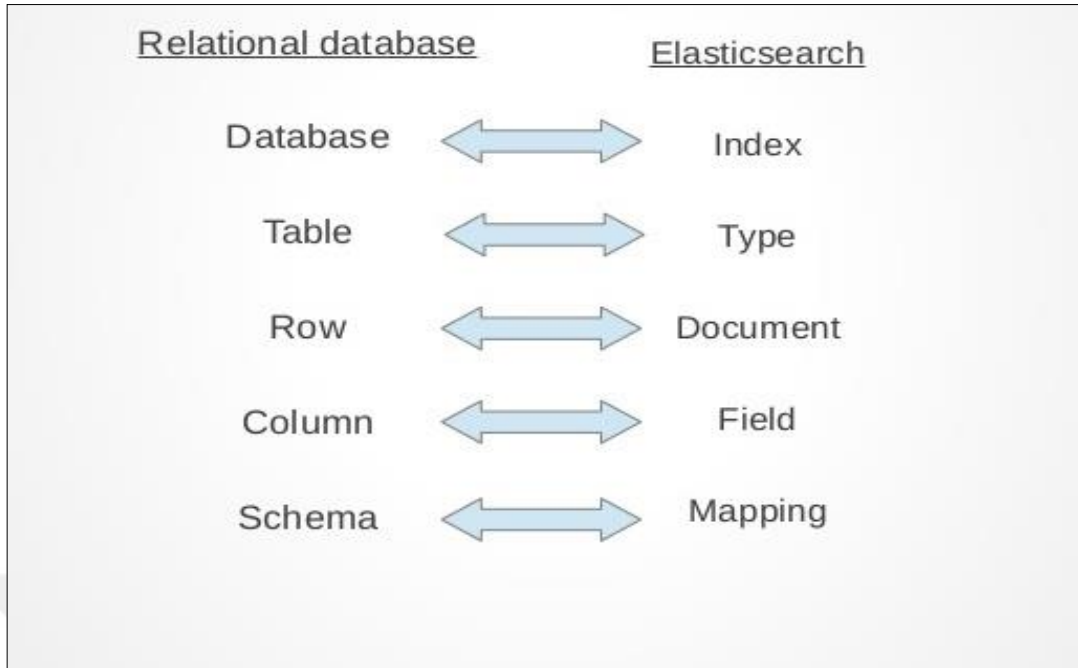 Relational database Elasticsearch
Database Index
Table Type
Row Document
Column Field
Schema Mapping